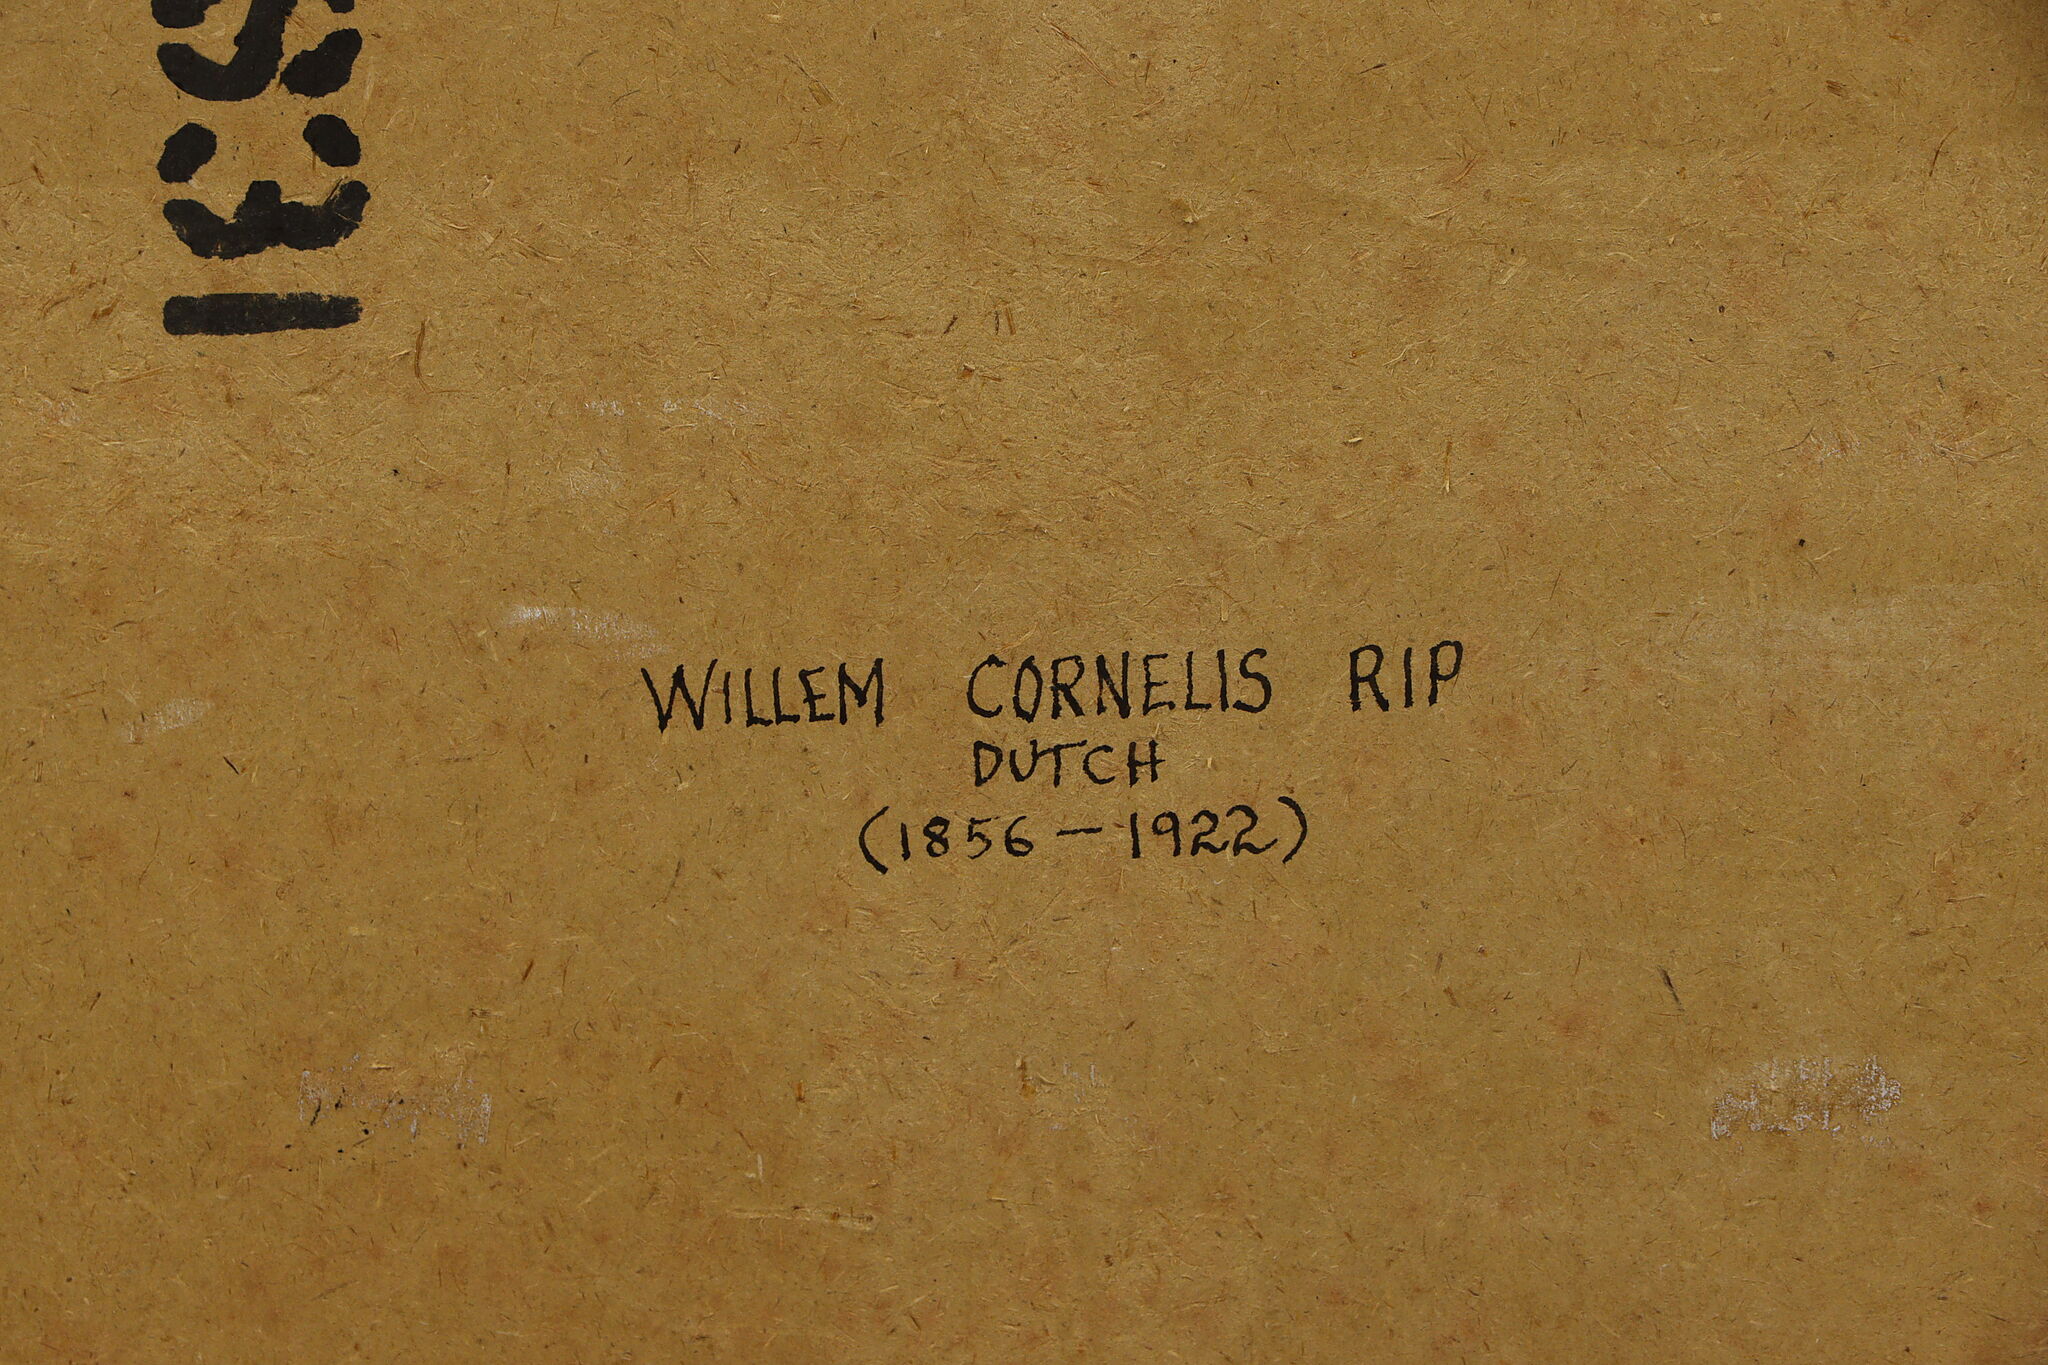 WILLEM CORNELIS RIP
DUTCH
(1856 – 1922)